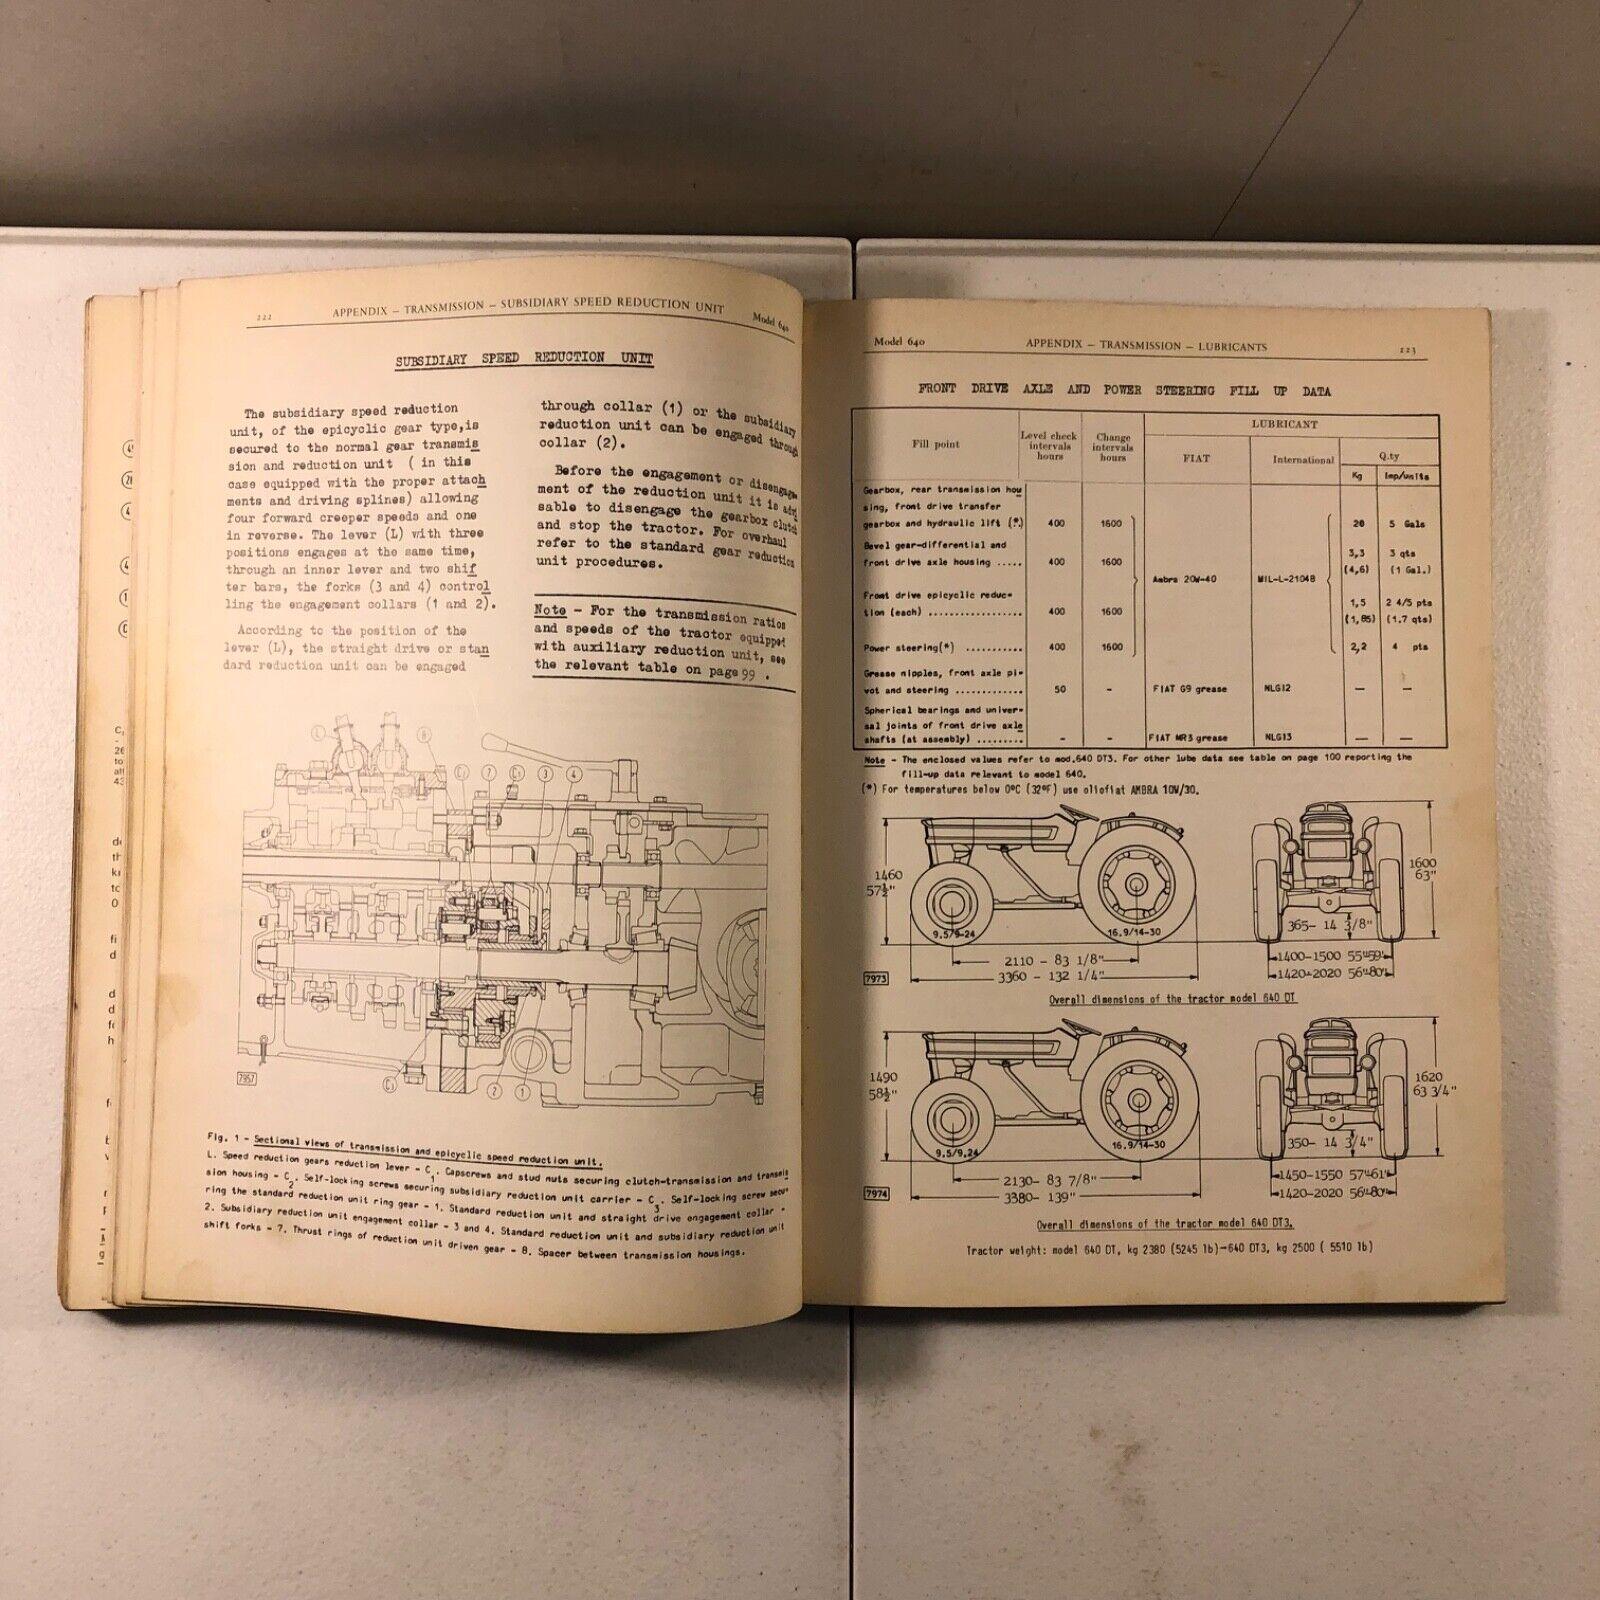 222
APPENDIX – TRANSMISSION – SUBSIDIARY SPEED REDUCTION UNIT
Model 640
SUBSIDIARY SPEED REDUCTION UNIT
The subsidiary speed reduction
unit, of the epicyclic gear type, is
secured to the normal gear transmis
sion and reduction unit ( in this
case equipped with the proper attach
ments and driving splines) allowing
four forward creeper speeds and one
in reverse. The lever (L) with three
positions engages at the same time,
through an inner lever and two shif
ter bars, the forks (3 and 4) control
ling the engagement collars (1 and 2).
According to the position of the
lever (L), the straight drive or stan
dard reduction unit can be engaged
through collar (1) or the subsidiary
reduction unit can be engaged through
collar (2).
Before the engagement or disengage
ment of the reduction unit it is advi
sable to disengage the gearbox clutch
and stop the tractor. For overhaul
refer to the standard gear reduction
unit procedures.
Note – For the transmission ratios
and speeds of the tractor equipped
with auxiliary reduction unit, see
the relevant table on page 99 .
L
8
7
3
4
7957
2
1
Fig. 1 - Sectional views of transmission and epicyclic speed reduction unit.
L. Speed reduction gears reduction lever - C1. Capscrews and stud nuts securing clutch-transmission and transmis
sion housing - C2. Self-locking screws securing subsidiary reduction unit carrier - C3. Self-locking screw secu
ring the standard reduction unit ring gear - 1. Standard reduction unit and straight drive engagement collar -
2. Subsidiary reduction unit engagement collar - 3 and 4. Standard reduction unit and subsidiary reduction unit
shift forks - 7. Thrust rings of reduction unit driven gear - 8. Spacer between transmission housings.
Model 640
APPENDIX – TRANSMISSION – LUBRICANTS
223
FRONT DRIVE AXLE AND POWER STEERING FILL UP DATA
Fill point
Level check intervals hours
Change intervals hours
LUBRICANT
FIAT
International
Q.ty
Kg
Imp/units
Gearbox, rear transmission hou
sing, front drive transfer
gearbox and hydraulic lift (*) 400 1600 20 5 Gals
Bevel gear-differential and
front drive axle housing ..... 400 1600 3,3 (4,6) 3 qts (1 Gal.)
Ambra 20W-40 MIL-L-2104B
Front drive epicyclic reduc-
tion (each) ............... 400 1600 1,5 (1,85) 2 4/5 pts (1.7 qts)
Power steering(*) ........... 400 1600 2,2 4 pts
Grease nipples, front axle pi-
vot and steering ............ 50 - FIAT G9 grease NLGI2 — —
Spherical bearings and univer-
sal joints of front drive axle
shafts (at assembly) ......... - - FIAT MR3 grease NLGI3 — —
Note - The enclosed values refer to mod.640 DT3. For other lube data see table on page 100 reporting the
fill-up data relevant to model 640.
(*) For temperatures below 0ºC (32ºF) use oliofiat AMBRA 10W/30.
1460
57½"
9.5/9-24
16.9/14-30
2110 - 83 1/8"
3360 - 132 1/4"
7973
1600
63"
365- 14 3/8"
1400-1500 55"59"
1420-2020 56"80"
Overall dimensions of the tractor model 640 DT
1490
58½"
9.5/9.24
16.9/14-30
2130- 83 7/8"
3380- 139"
7974
1620
63 3/4"
350- 14 3/4"
1450-1550 57"61"
1420-2020 56"80"
Overall dimensions of the tractor model 640 DT3.
Tractor weight: model 640 DT, kg 2380 (5245 lb)—640 DT3, kg 2500 ( 5510 lb)